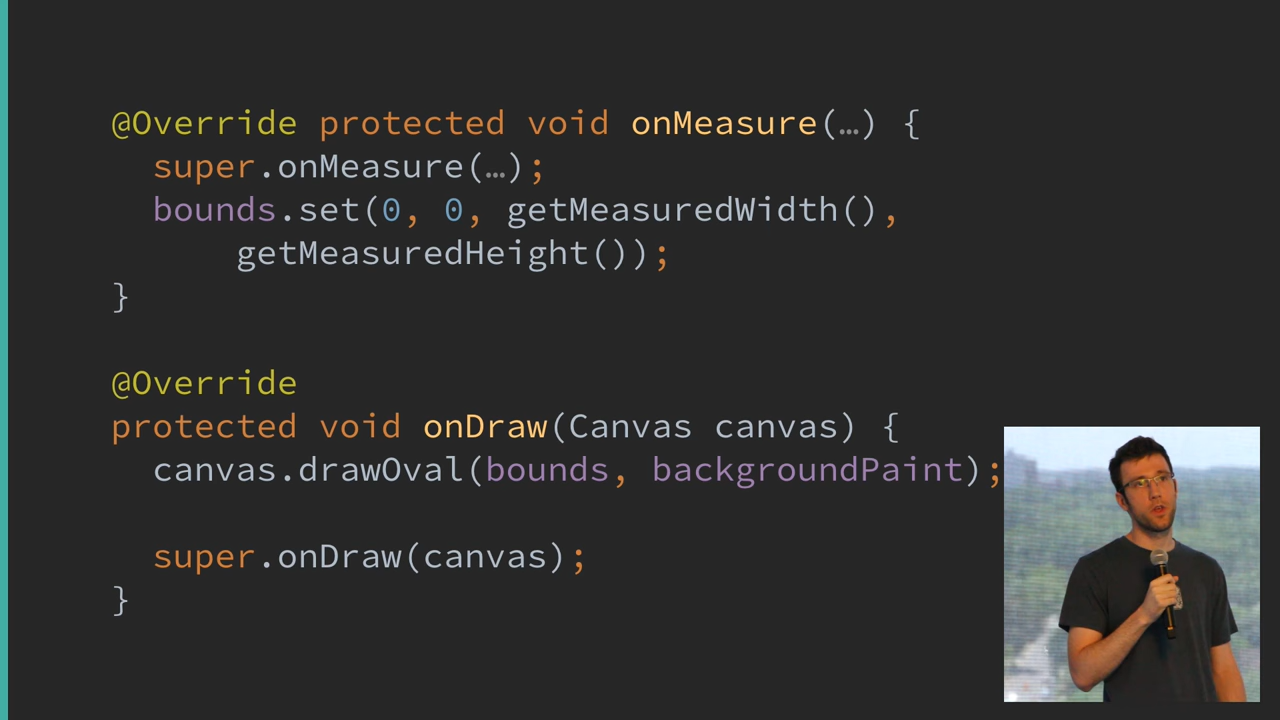 @Override protected void onMeasure(…) {
  super.onMeasure(…);
  bounds.set(0, 0, getMeasuredWidth(),
      getMeasuredHeight());
}
@Override
protected void onDraw(Canvas canvas) {
  canvas.drawOval(bounds, backgroundPaint);
  super.onDraw(canvas);
}